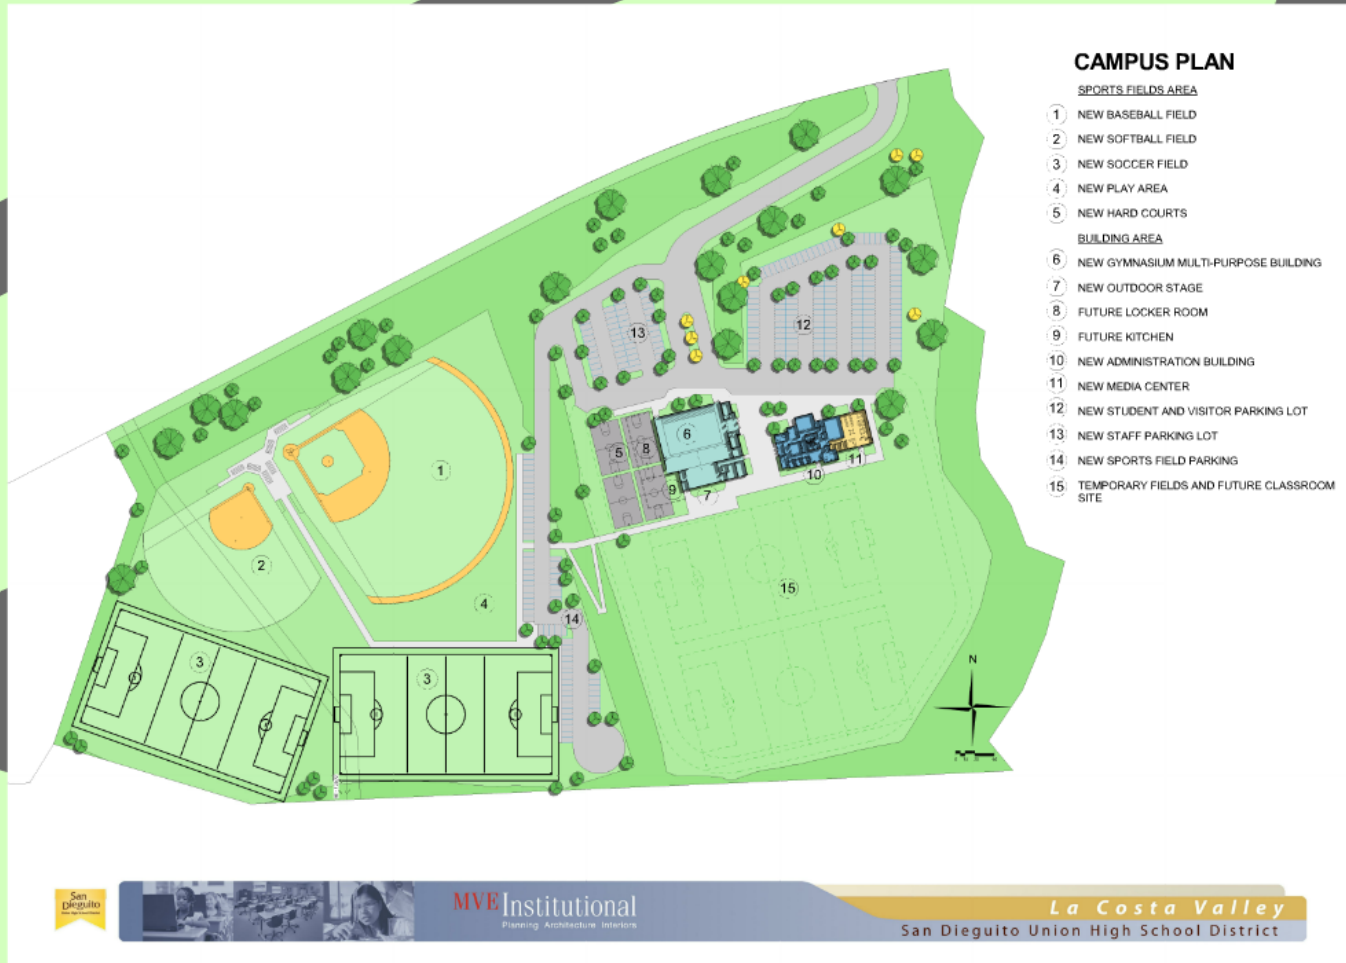 CAMPUS PLAN
SPORTS FIELDS AREA
1 NEW BASEBALL FIELD
2 NEW SOFTBALL FIELD
3 NEW SOCCER FIELD
4 NEW PLAY AREA
5 NEW HARD COURTS
BUILDING AREA
6 NEW GYMNASIUM MULTI-PURPOSE BUILDING
7 NEW OUTDOOR STAGE
8 FUTURE LOCKER ROOM
9 FUTURE KITCHEN
10 NEW ADMINISTRATION BUILDING
11 NEW MEDIA CENTER
12 NEW STUDENT AND VISITOR PARKING LOT
13 NEW STAFF PARKING LOT
14 NEW SPORTS FIELD PARKING
15 TEMPORARY FIELDS AND FUTURE CLASSROOM
SITE
12
13
6
5
8
11
10
9
7
1
2
4
15
14
3
3
N
San
Dieguito
MVE Institutional
Planning Architecture Interiors
La Costa Valley
San Dieguito Union High School District